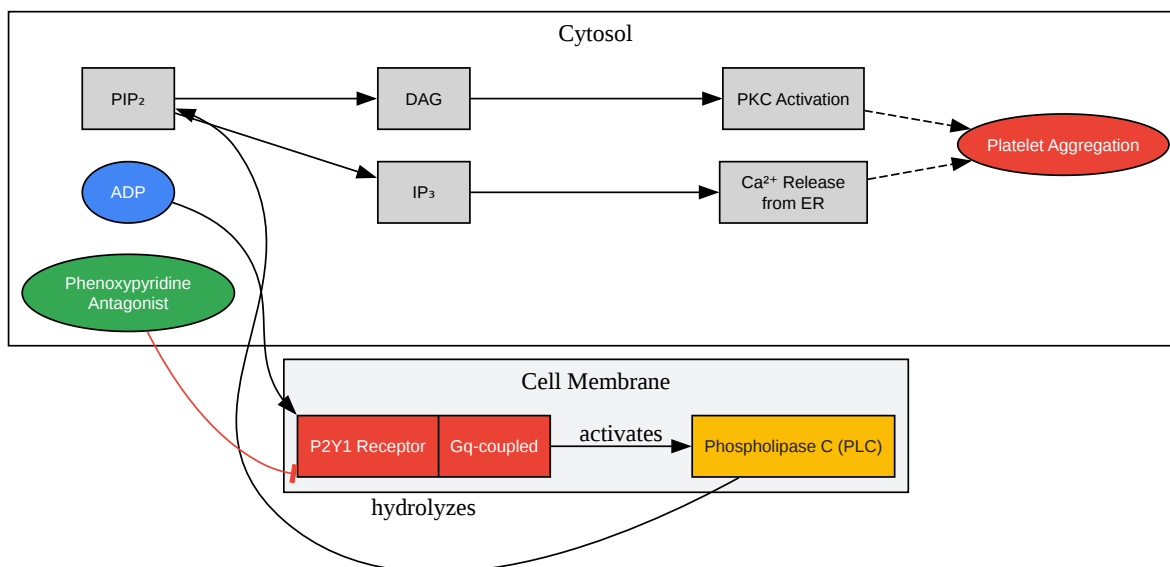 Cytosol
PIP₂
DAG
PKC Activation
Platelet Aggregation
ADP
IP₃
Ca²⁺ Release
from ER
Phenoxypyridine
Antagonist
Cell Membrane
P2Y1 Receptor
Gq-coupled
activates
Phospholipase C (PLC)
hydrolyzes